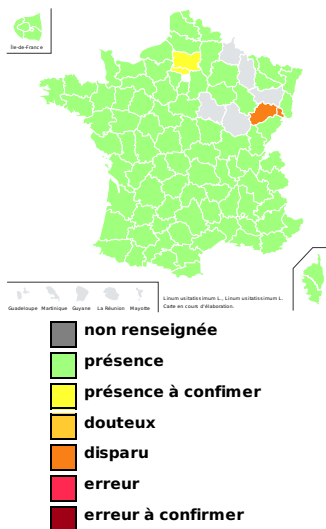 Île-de-France
Guadeloupe Martinique Guyane La Réunion Mayotte
Linum usitatissimum L., Linum usitatissimum L.
Carte en cours d'élaboration.
non renseignée
présence
présence à confimer
douteux
disparu
erreur
erreur à confirmer